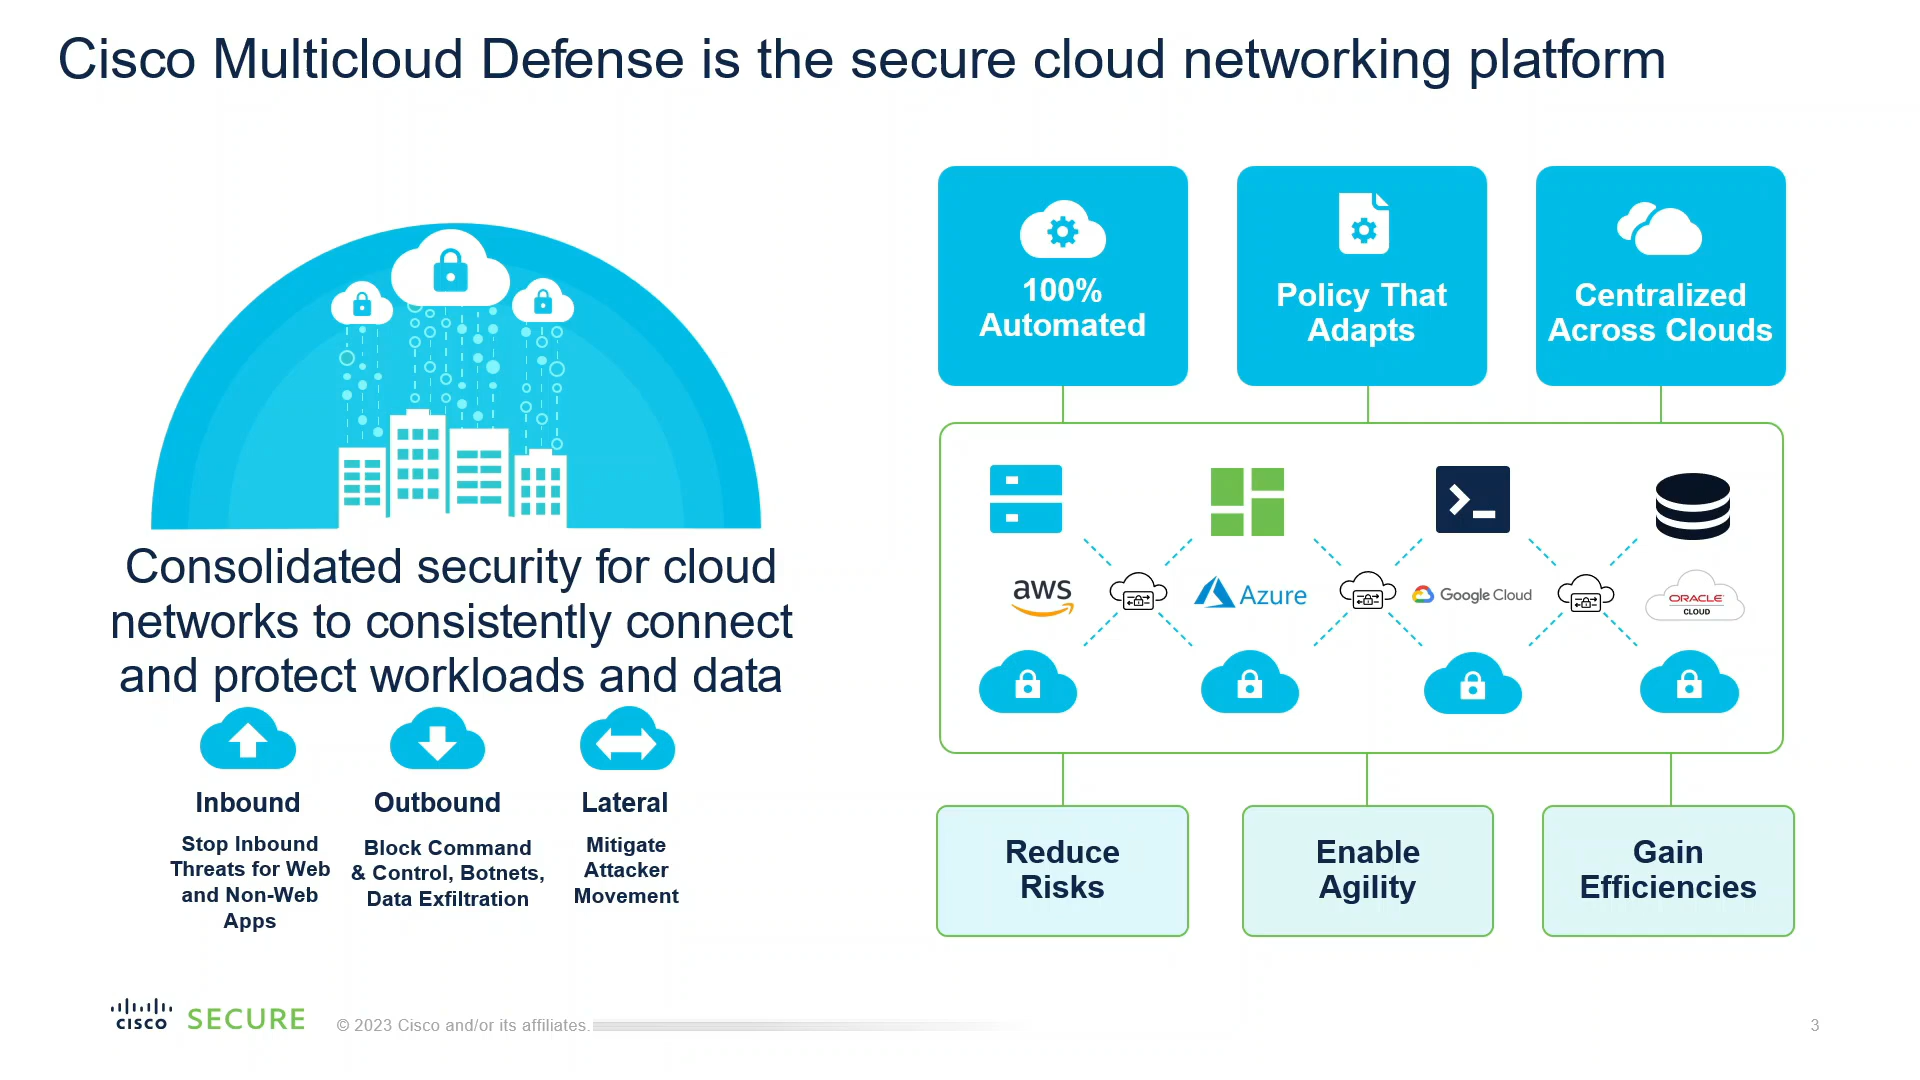 Cisco Multicloud Defense is the secure cloud networking platform
Consolidated security for cloud
networks to consistently connect
and protect workloads and data
Inbound
Stop Inbound
Threats for Web
and Non-Web
Apps
Outbound
Block Command
& Control, Botnets,
Data Exfiltration
Lateral
Mitigate
Attacker
Movement
100%
Automated
Policy That
Adapts
Centralized
Across Clouds
aws
Azure
Google Cloud
ORACLE
CLOUD
Reduce
Risks
Enable
Agility
Gain
Efficiencies
CISCO SECURE
© 2023 Cisco and/or its affiliates.
3